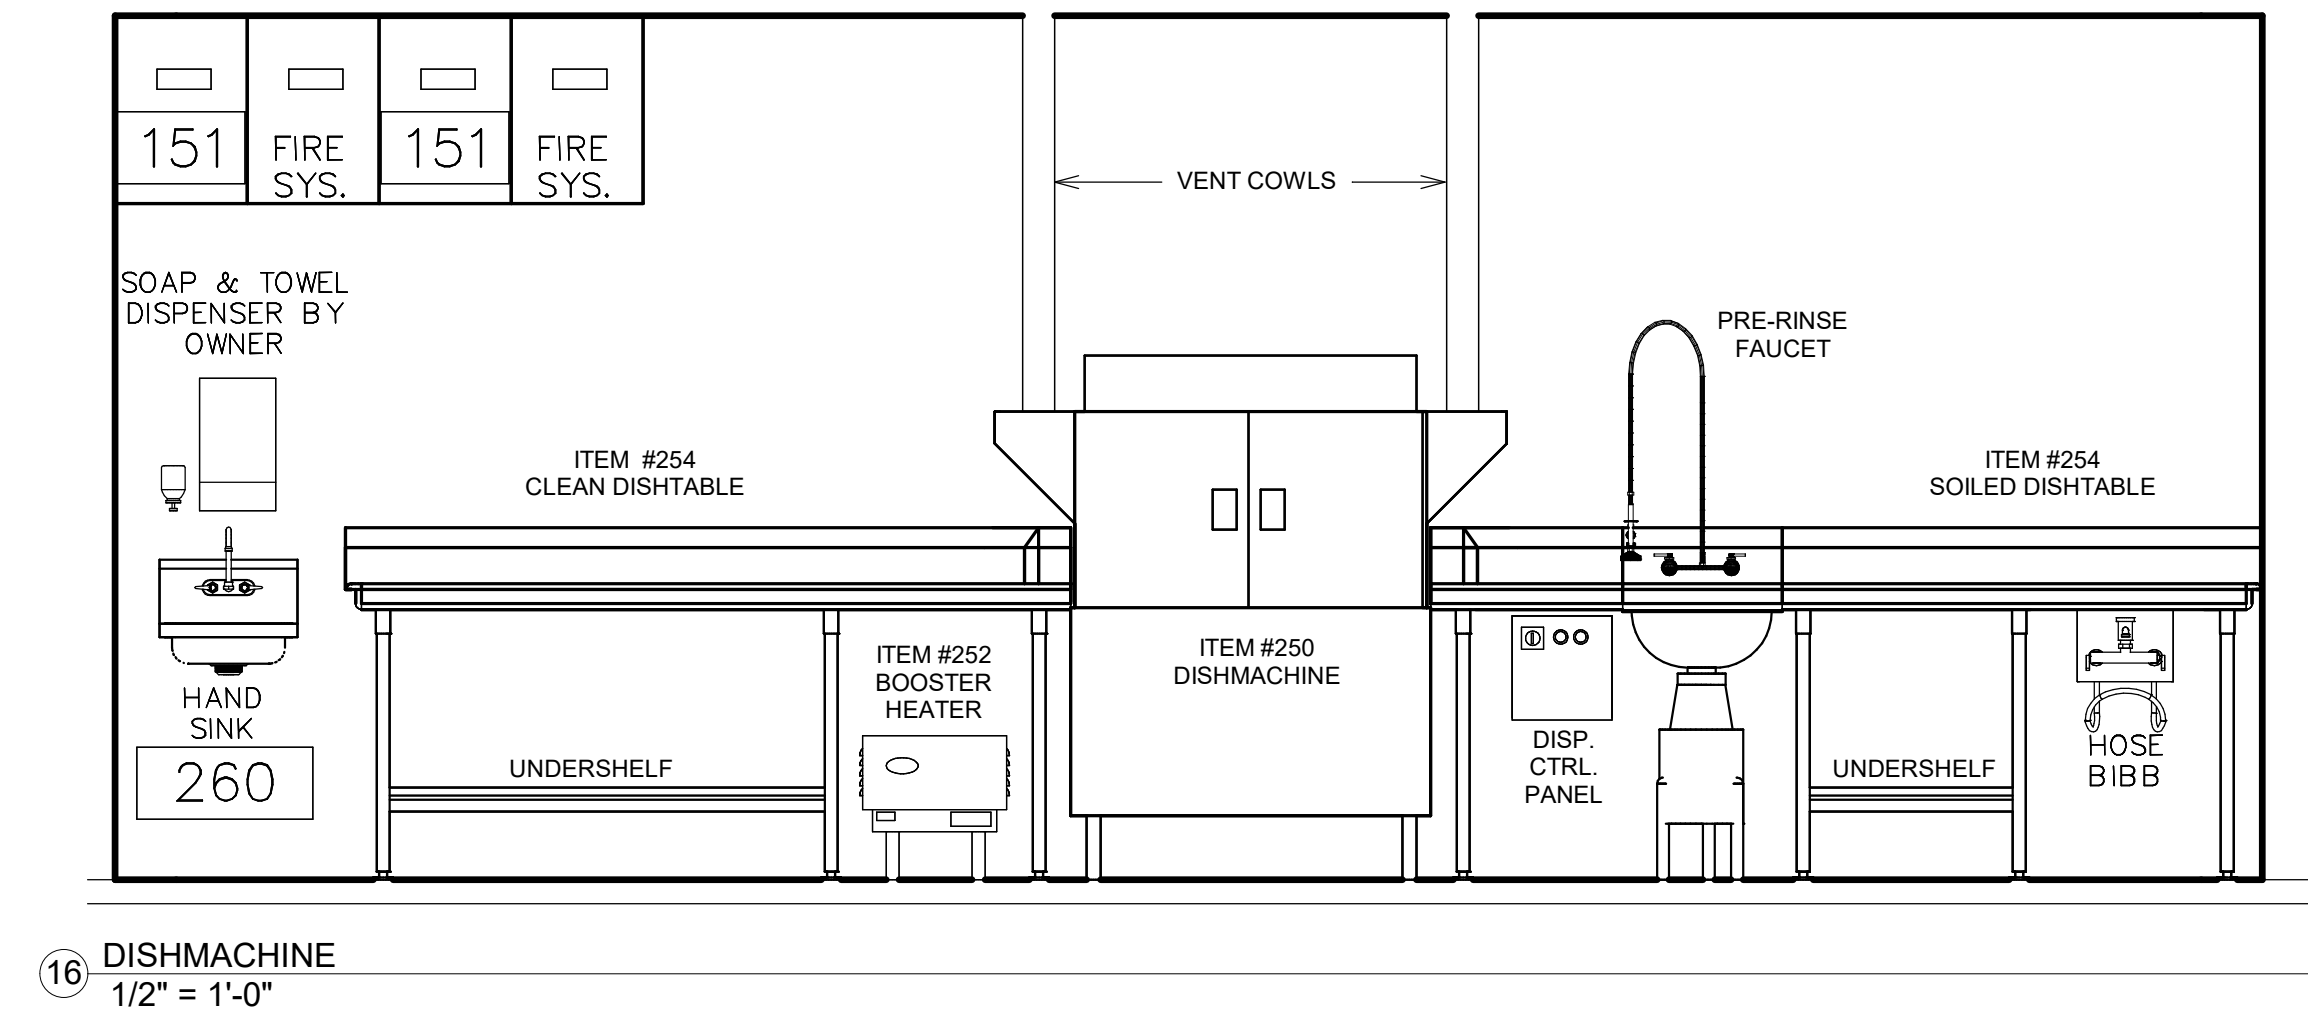 151
FIRE
SYS.
151
FIRE
SYS.
VENT COWLS
SOAP & TOWEL
DISPENSER BY
OWNER
PRE-RINSE
FAUCET
ITEM #254
CLEAN DISHTABLE
ITEM #254
SOILED DISHTABLE
HAND
SINK
260
UNDERSHELF
ITEM #252
BOOSTER
HEATER
ITEM #250
DISHMACHINE
DISP.
CTRL.
PANEL
UNDERSHELF
HOSE
BIBB
16
DISHMACHINE
1/2" = 1'-0"